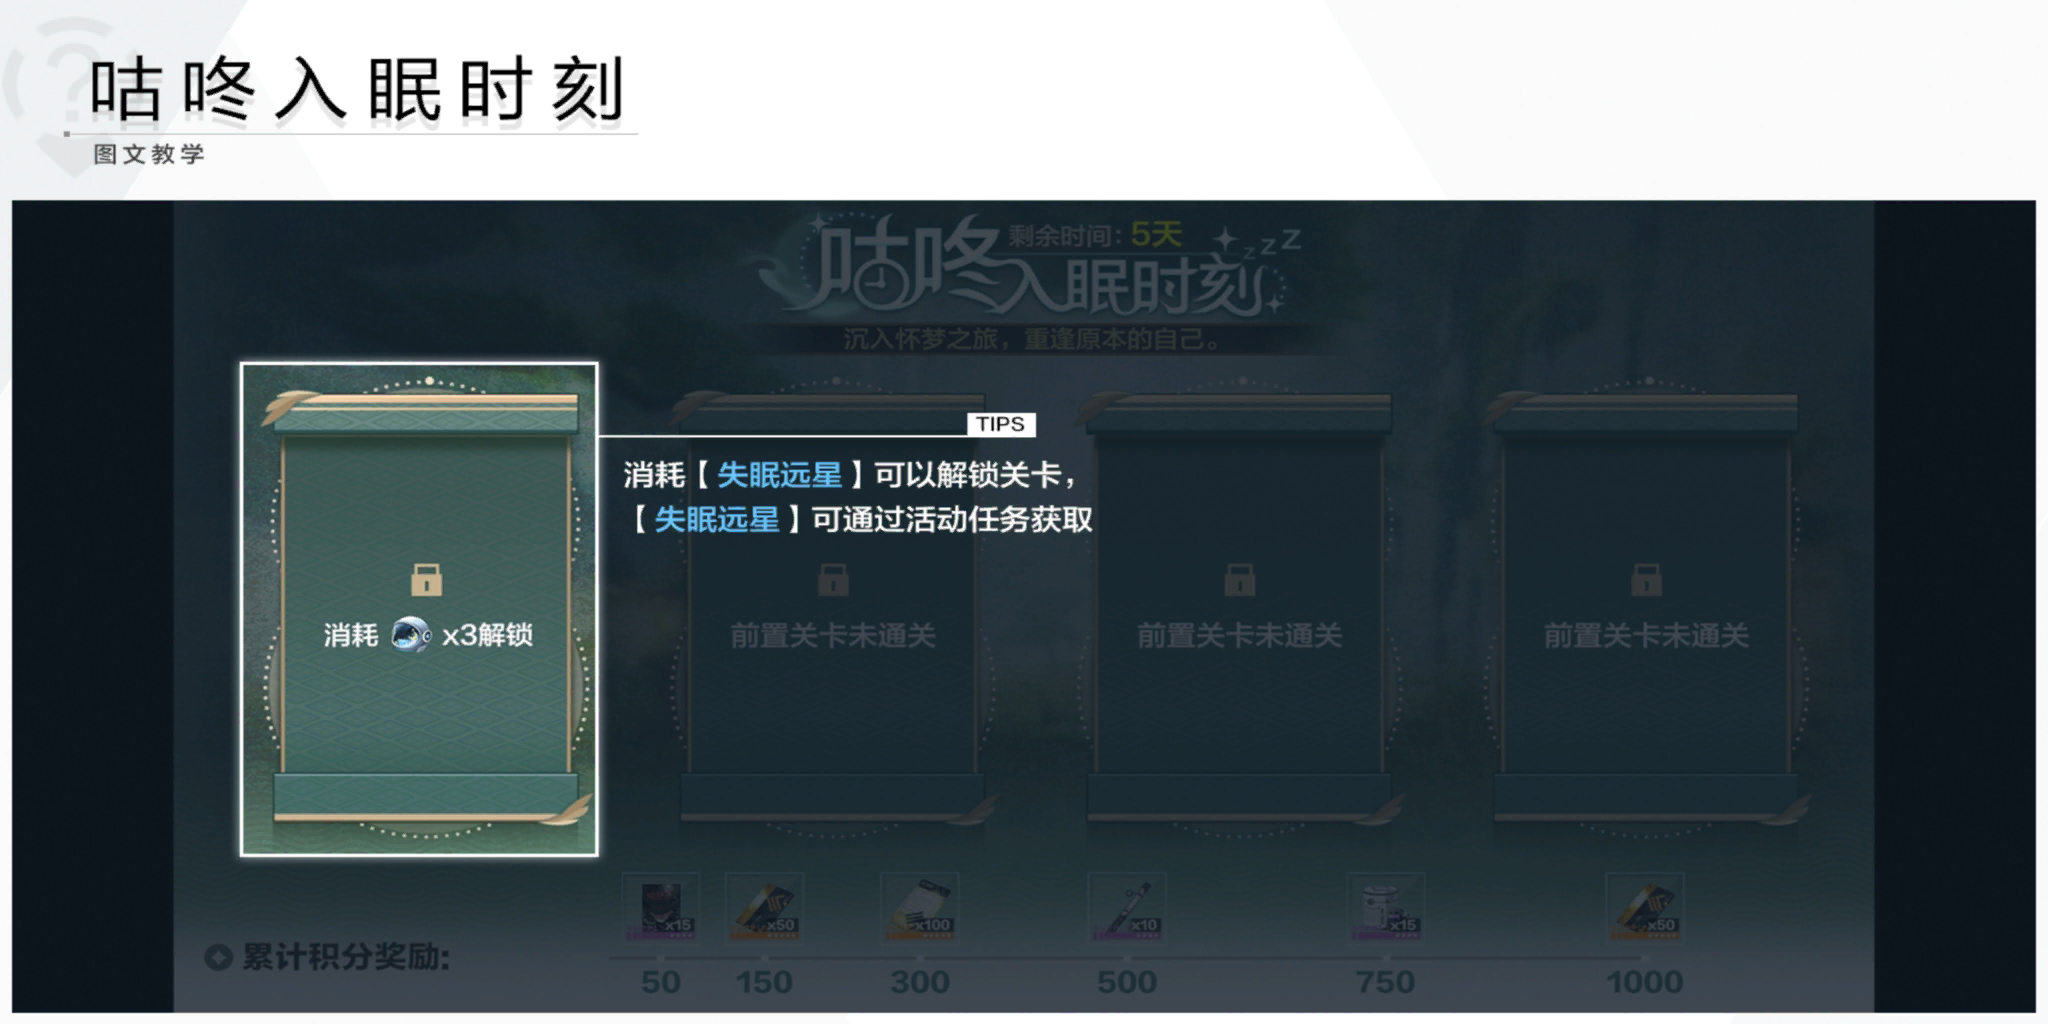 咕咚入眠时刻
图文教学
剩余时间：5天
咕咚入眠时刻
zzZ
沉入怀梦之旅，重逢原本的自己。
TIPS
消耗【失眠远星】可以解锁关卡，
【失眠远星】可通过活动任务获取
消耗 x3解锁
前置关卡未通关
前置关卡未通关
前置关卡未通关
x15
x50
x100
x10
x15
x50
累计积分奖励:
50
150
300
500
750
1000